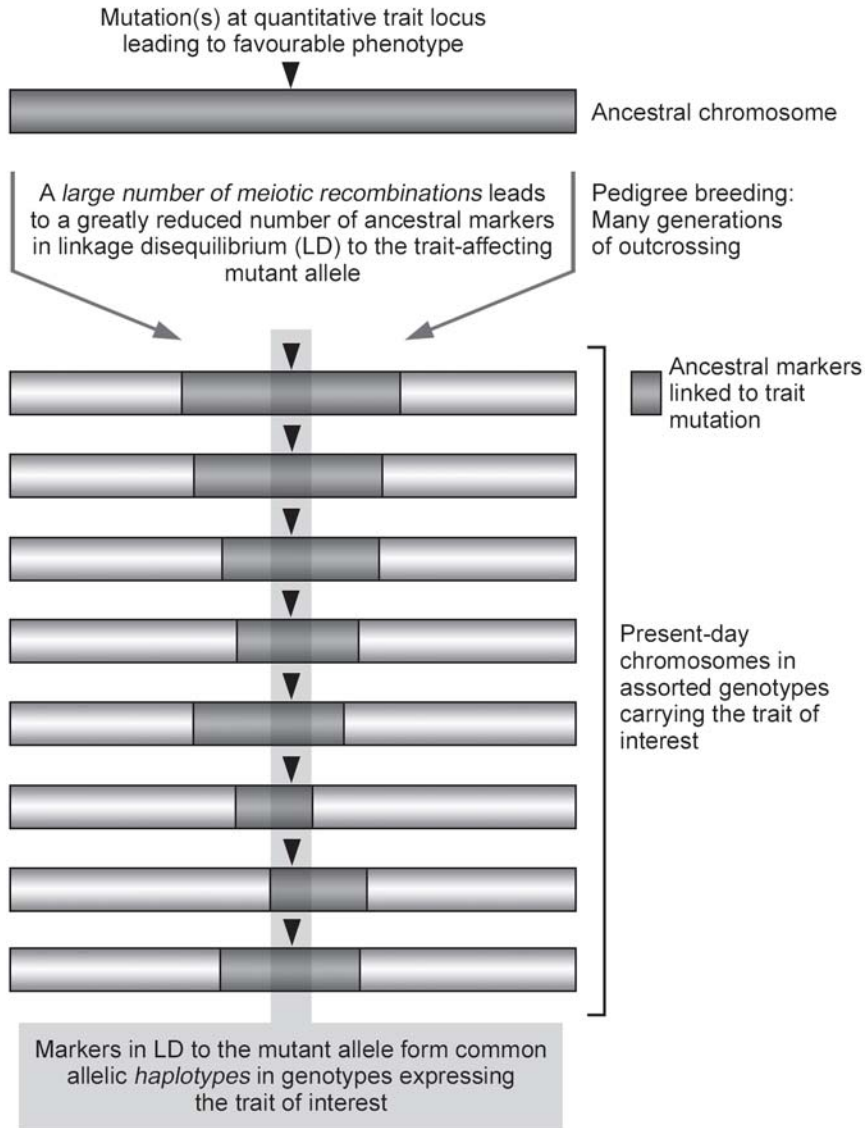 Mutation(s) at quantitative trait locus
leading to favourable phenotype
Ancestral chromosome
A large number of meiotic recombinations leads
to a greatly reduced number of ancestral markers
in linkage disequilibrium (LD) to the trait-affecting
mutant allele
Pedigree breeding:
Many generations
of outcrossing
Ancestral markers
linked to trait
mutation
Present-day
chromosomes in
assorted genotypes
carrying the trait of
interest
Markers in LD to the mutant allele form common
allelic haplotypes in genotypes expressing
the trait of interest